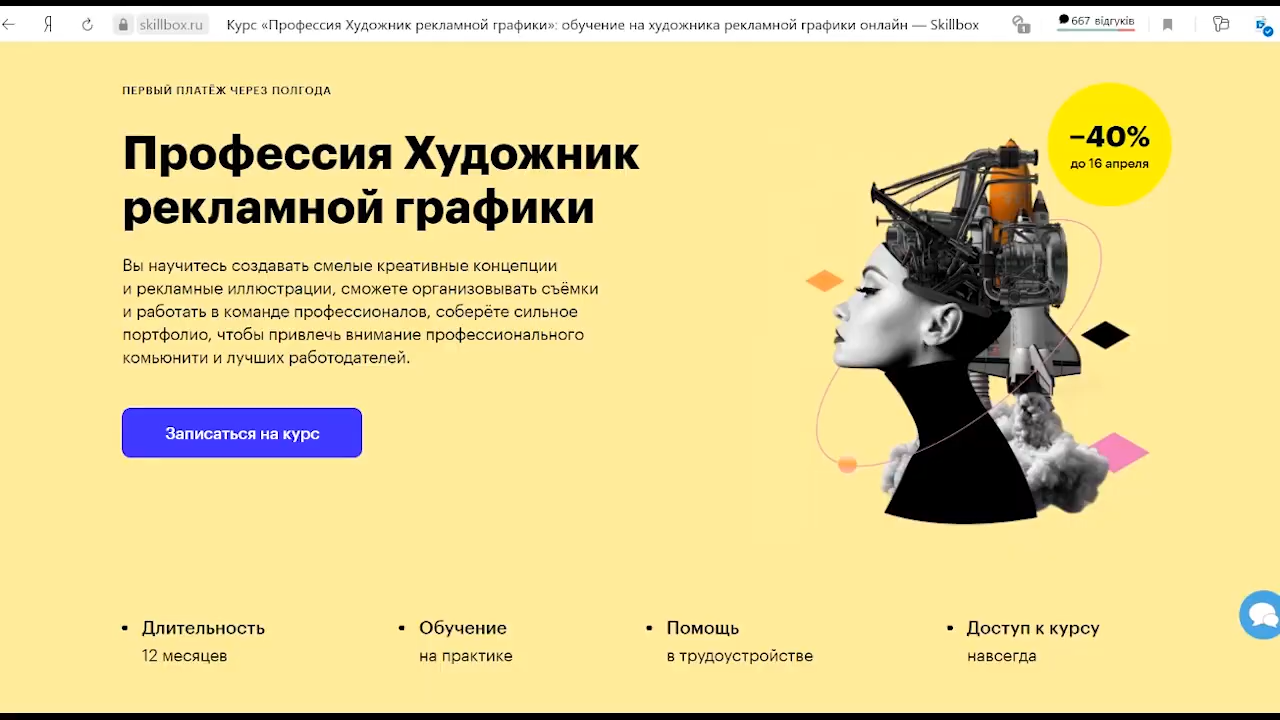 Я
skillbox.ru
Курс «Профессия Художник рекламной графики»: обучение на художника рекламной графики онлайн — Skillbox
667 відгуків
ПЕРВЫЙ ПЛАТЁЖ ЧЕРЕЗ ПОЛГОДА
Профессия Художник
рекламной графики
−40%
до 16 апреля
Вы научитесь создавать смелые креативные концепции
и рекламные иллюстрации, сможете организовывать съёмки
и работать в команде профессионалов, соберёте сильное
портфолио, чтобы привлечь внимание профессионального
комьюнити и лучших работодателей.
Записаться на курс
• Длительность
12 месяцев
• Обучение
на практике
• Помощь
в трудоустройстве
• Доступ к курсу
навсегда